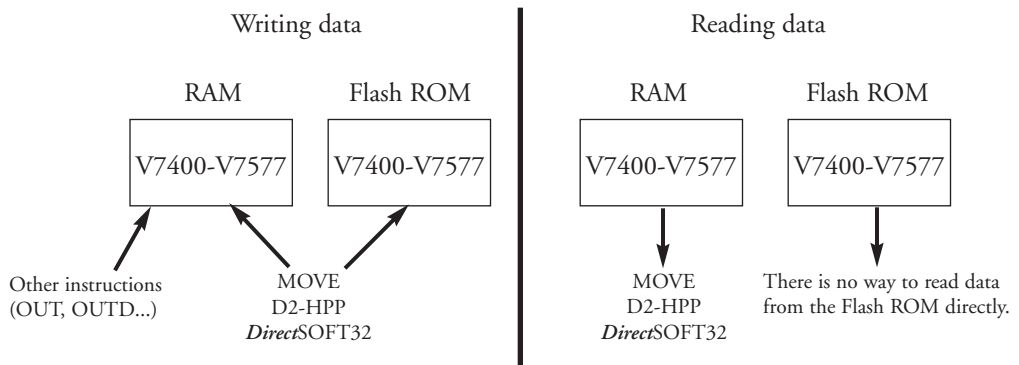 Writing data
RAM
Flash ROM
V7400-V7577
V7400-V7577
Other instructions
(OUT, OUTD...)
MOVE
D2-HPP
DirectSOFT32
Reading data
RAM
Flash ROM
V7400-V7577
V7400-V7577
MOVE
D2-HPP
DirectSOFT32
There is no way to read data
from the Flash ROM directly.